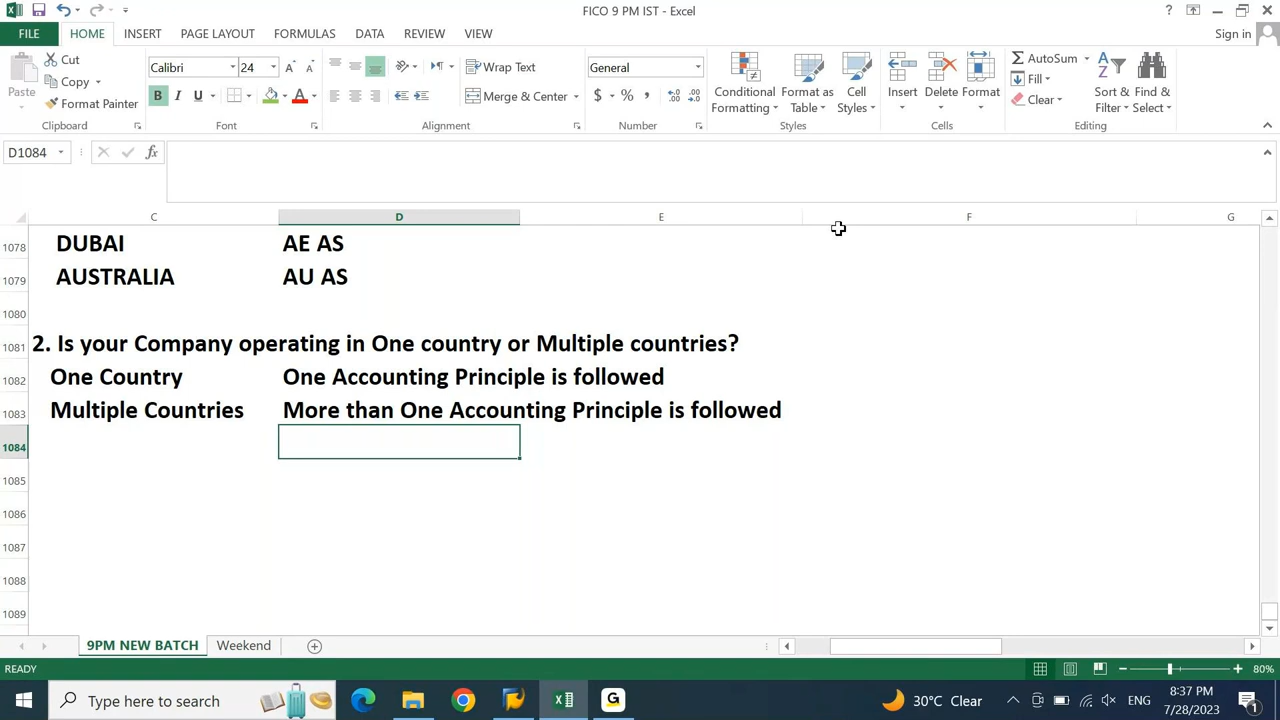 FICO 9 PM IST - Excel
Sign in
FILE HOME INSERT PAGE LAYOUT FORMULAS DATA REVIEW VIEW
Paste
Cut
Copy
Format Painter
Clipboard
Calibri 24
B I U
Font
Wrap Text
Merge & Center
Alignment
General
$ % ,
Number
Conditional Formatting
Format as Table
Cell Styles
Styles
Insert Delete Format
Cells
AutoSum
Fill
Clear
Sort & Filter
Find & Select
Editing
D1084
fx
C D E F G
1078 DUBAI AE AS
1079 AUSTRALIA AU AS
1080
1081 2. Is your Company operating in One country or Multiple countries?
1082 One Country One Accounting Principle is followed
1083 Multiple Countries More than One Accounting Principle is followed
1084
1085
1086
1087
1088
1089
9PM NEW BATCH Weekend
READY
80%
Type here to search
30°C Clear
ENG
8:37 PM
7/28/2023
1